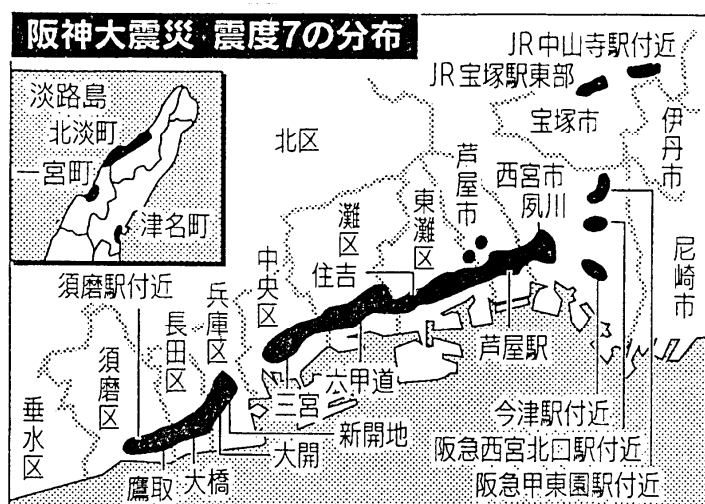 阪神大震災 震度7の分布
JR中山寺駅付近
JR宝塚駅東部
宝塚市
伊丹市
淡路島
北淡町
一宮町
津名町
北区
芦屋市
西宮市
夙川
東灘区
灘区
住吉
尼崎市
中央区
須磨駅付近
兵庫区
長田区
須磨区
垂水区
芦屋駅
六甲道
三宮
新開地
大開
大橋
鷹取
今津駅付近
阪急西宮北口駅付近
阪急甲東園駅付近